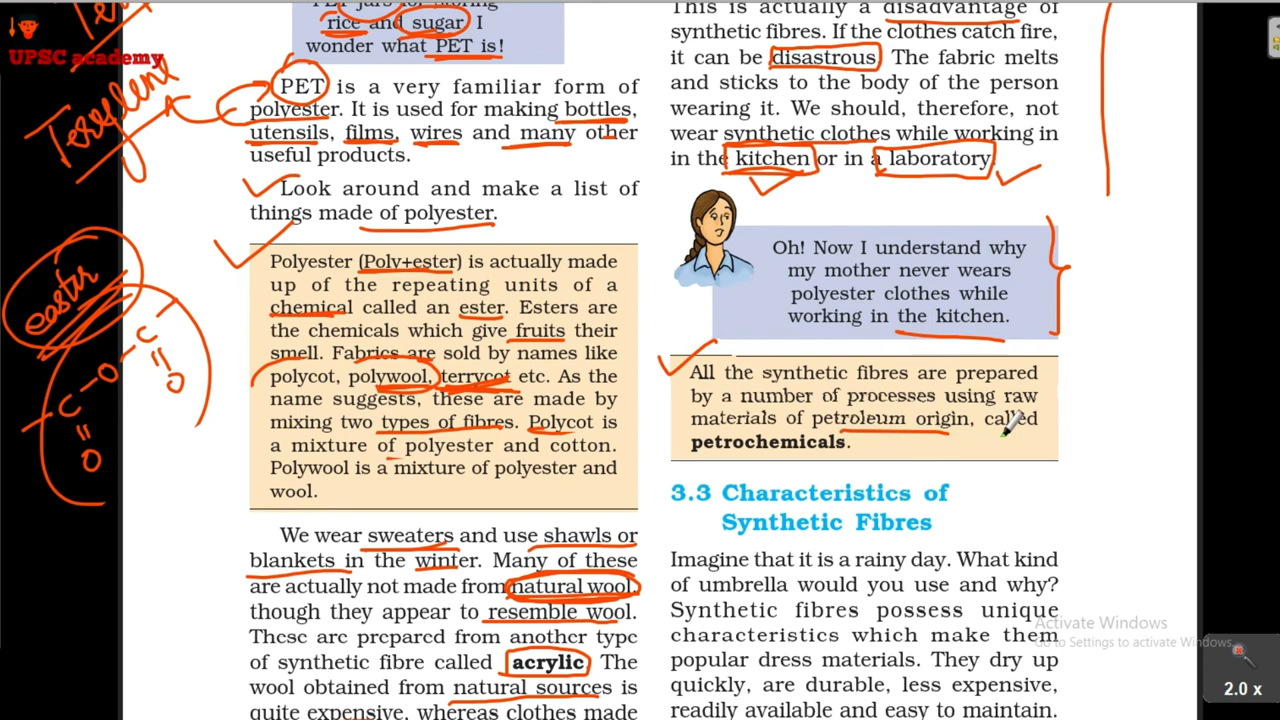 UPSC academy
Terylene
easter
C
O
C
O
O
PET jars for storing
rice and sugar I
wonder what PET is!
PET is a very familiar form of
polyester. It is used for making bottles,
utensils, films, wires and many other
useful products.
Look around and make a list of
things made of polyester.
Polyester (Poly+ester) is actually made
up of the repeating units of a
chemical called an ester. Esters are
the chemicals which give fruits their
smell. Fabrics are sold by names like
polycot, polywool, terrycot etc. As the
name suggests, these are made by
mixing two types of fibres. Polycot is
a mixture of polyester and cotton.
Polywool is a mixture of polyester and
wool.
We wear sweaters and use shawls or
blankets in the winter. Many of these
are actually not made from natural wool,
though they appear to resemble wool.
These are prepared from another type
of synthetic fibre called acrylic The
wool obtained from natural sources is
quite expensive, whereas clothes made
This is actually a disadvantage of
synthetic fibres. If the clothes catch fire,
it can be disastrous. The fabric melts
and sticks to the body of the person
wearing it. We should, therefore, not
wear synthetic clothes while working in
in the kitchen or in a laboratory.
Oh! Now I understand why
my mother never wears
polyester clothes while
working in the kitchen.
All the synthetic fibres are prepared
by a number of processes using raw
materials of petroleum origin, called
petrochemicals.
3.3 Characteristics of
Synthetic Fibres
Imagine that it is a rainy day. What kind
of umbrella would you use and why?
Synthetic fibres possess unique
characteristics which make them
popular dress materials. They dry up
quickly, are durable, less expensive,
readily available and easy to maintain.
Activate Windows
Go to Settings to activate Windows.
2.0 x